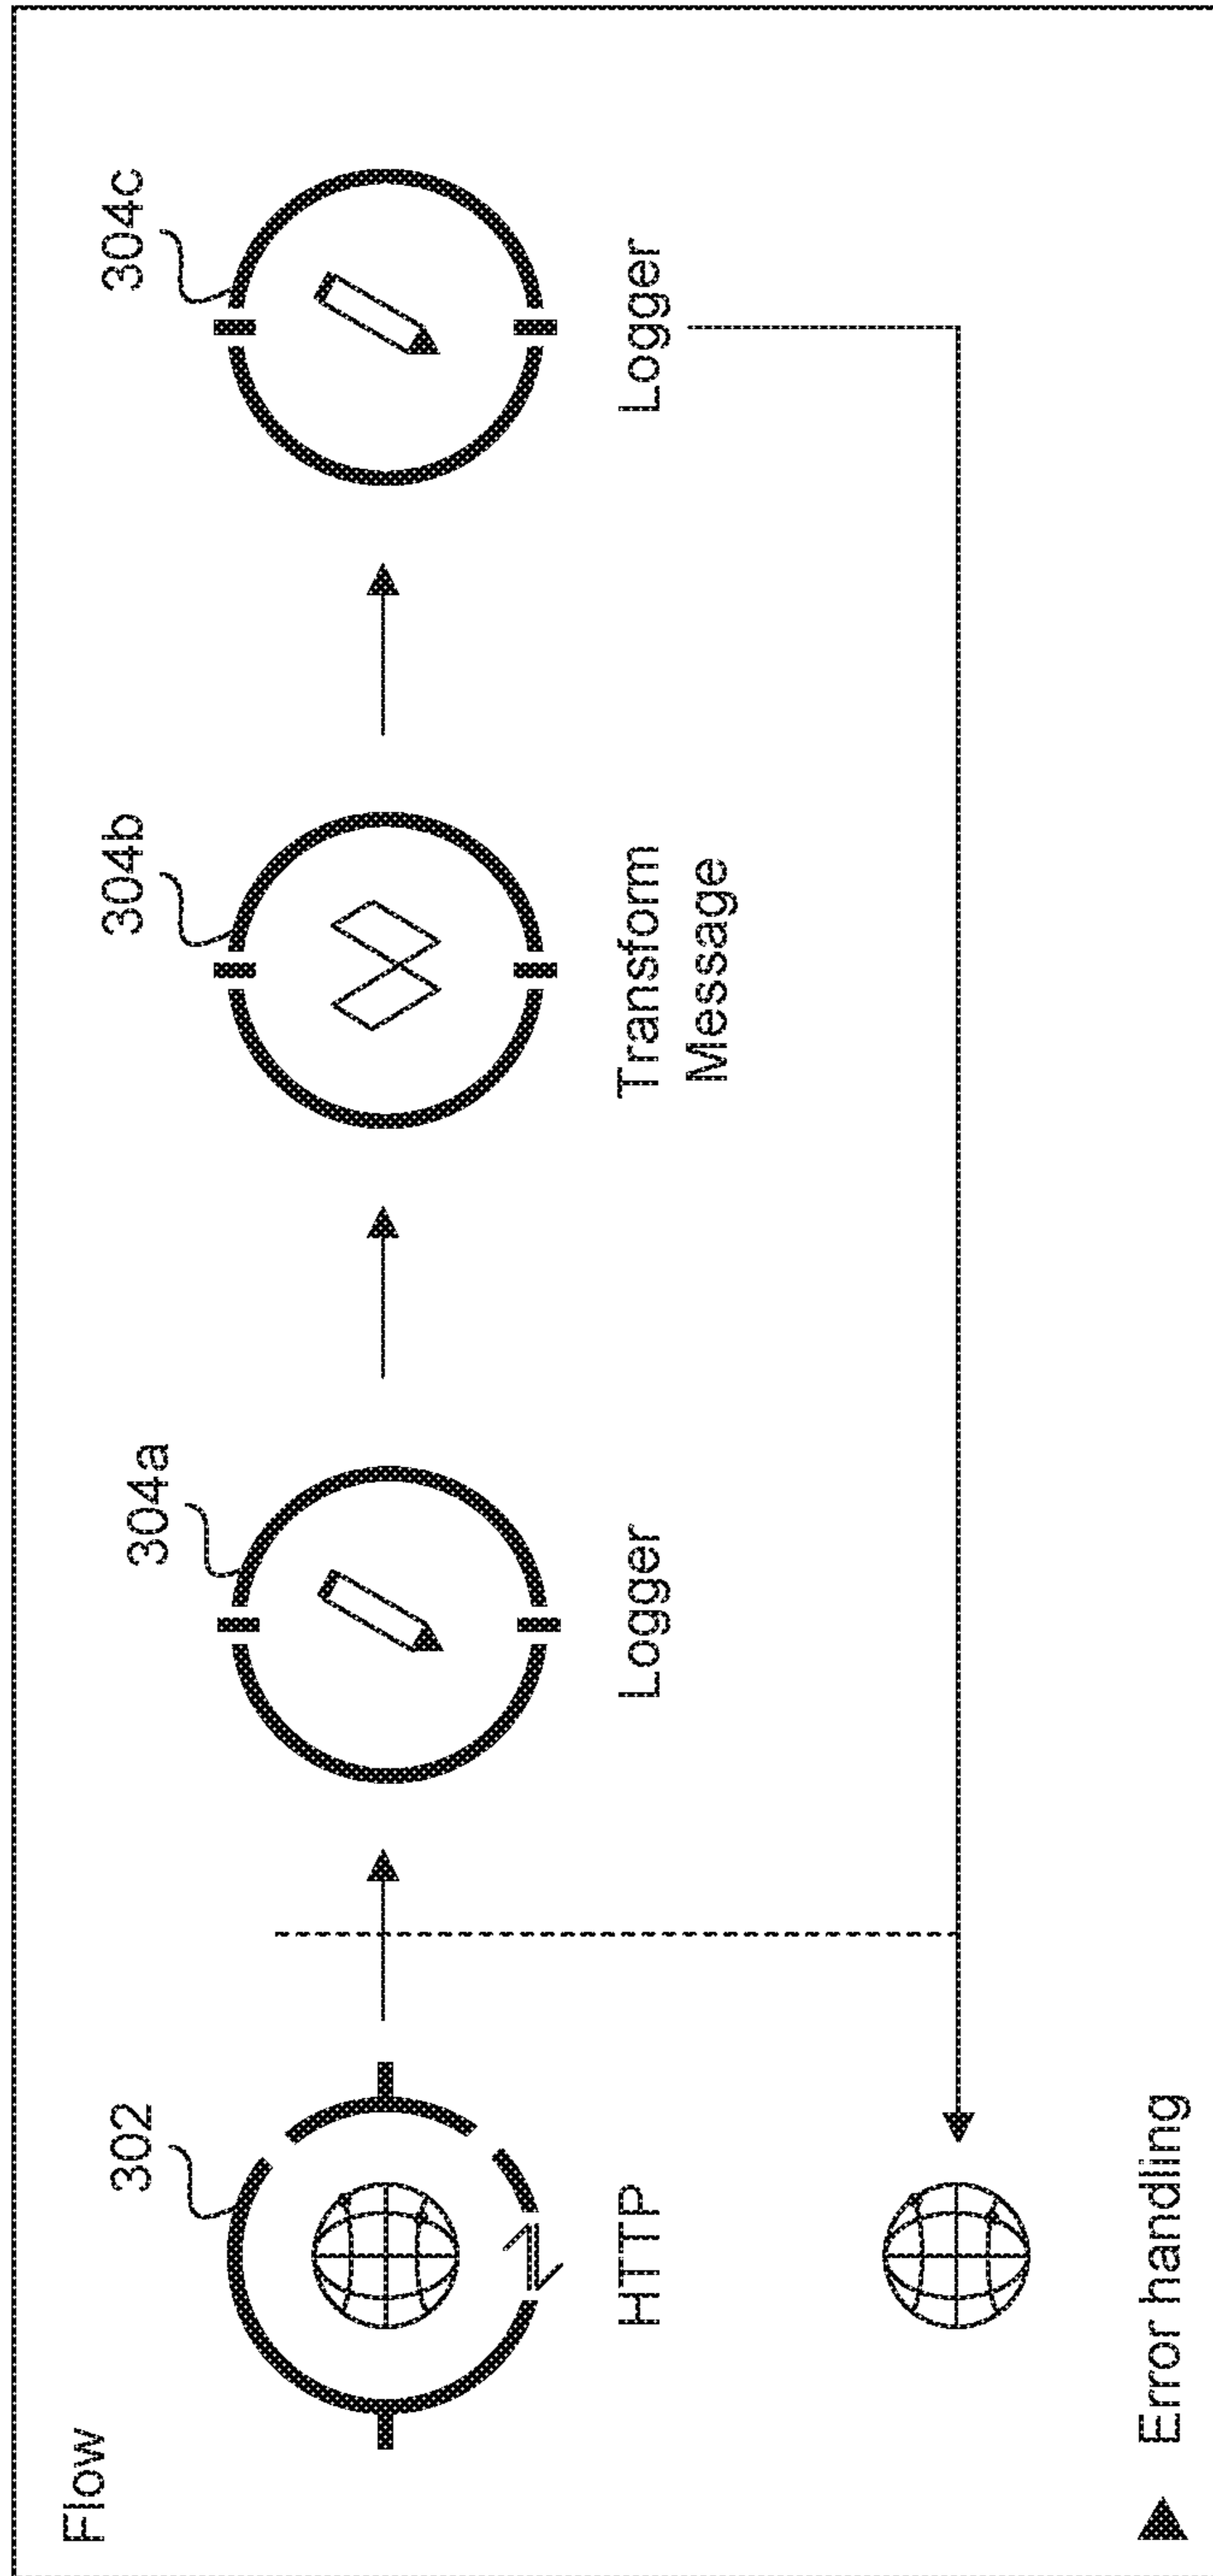 Flow
302
304a
304b
304c
HTTP
Logger
Transform
Message
Logger
Error handling